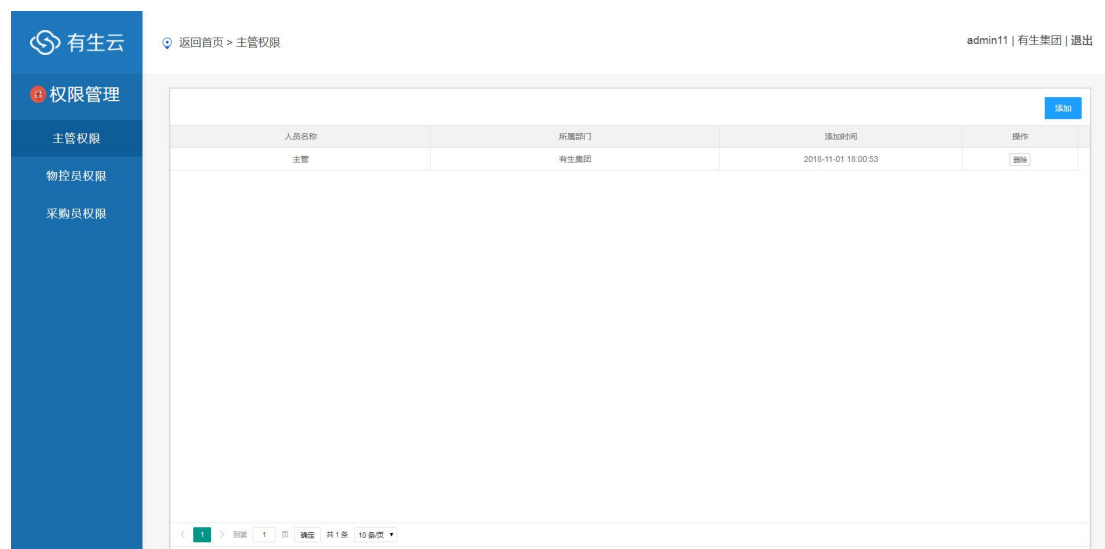 有生云
返回首页 > 主管权限
admin11 | 有生集团 | 退出
权限管理
主管权限
物控员权限
采购员权限
添加
人员名称 所属部门 添加时间 操作
主管 有生集团 2018-11-01 18:00:53 删除
< 1 > 到第 1 页 确定 共1条 10条/页